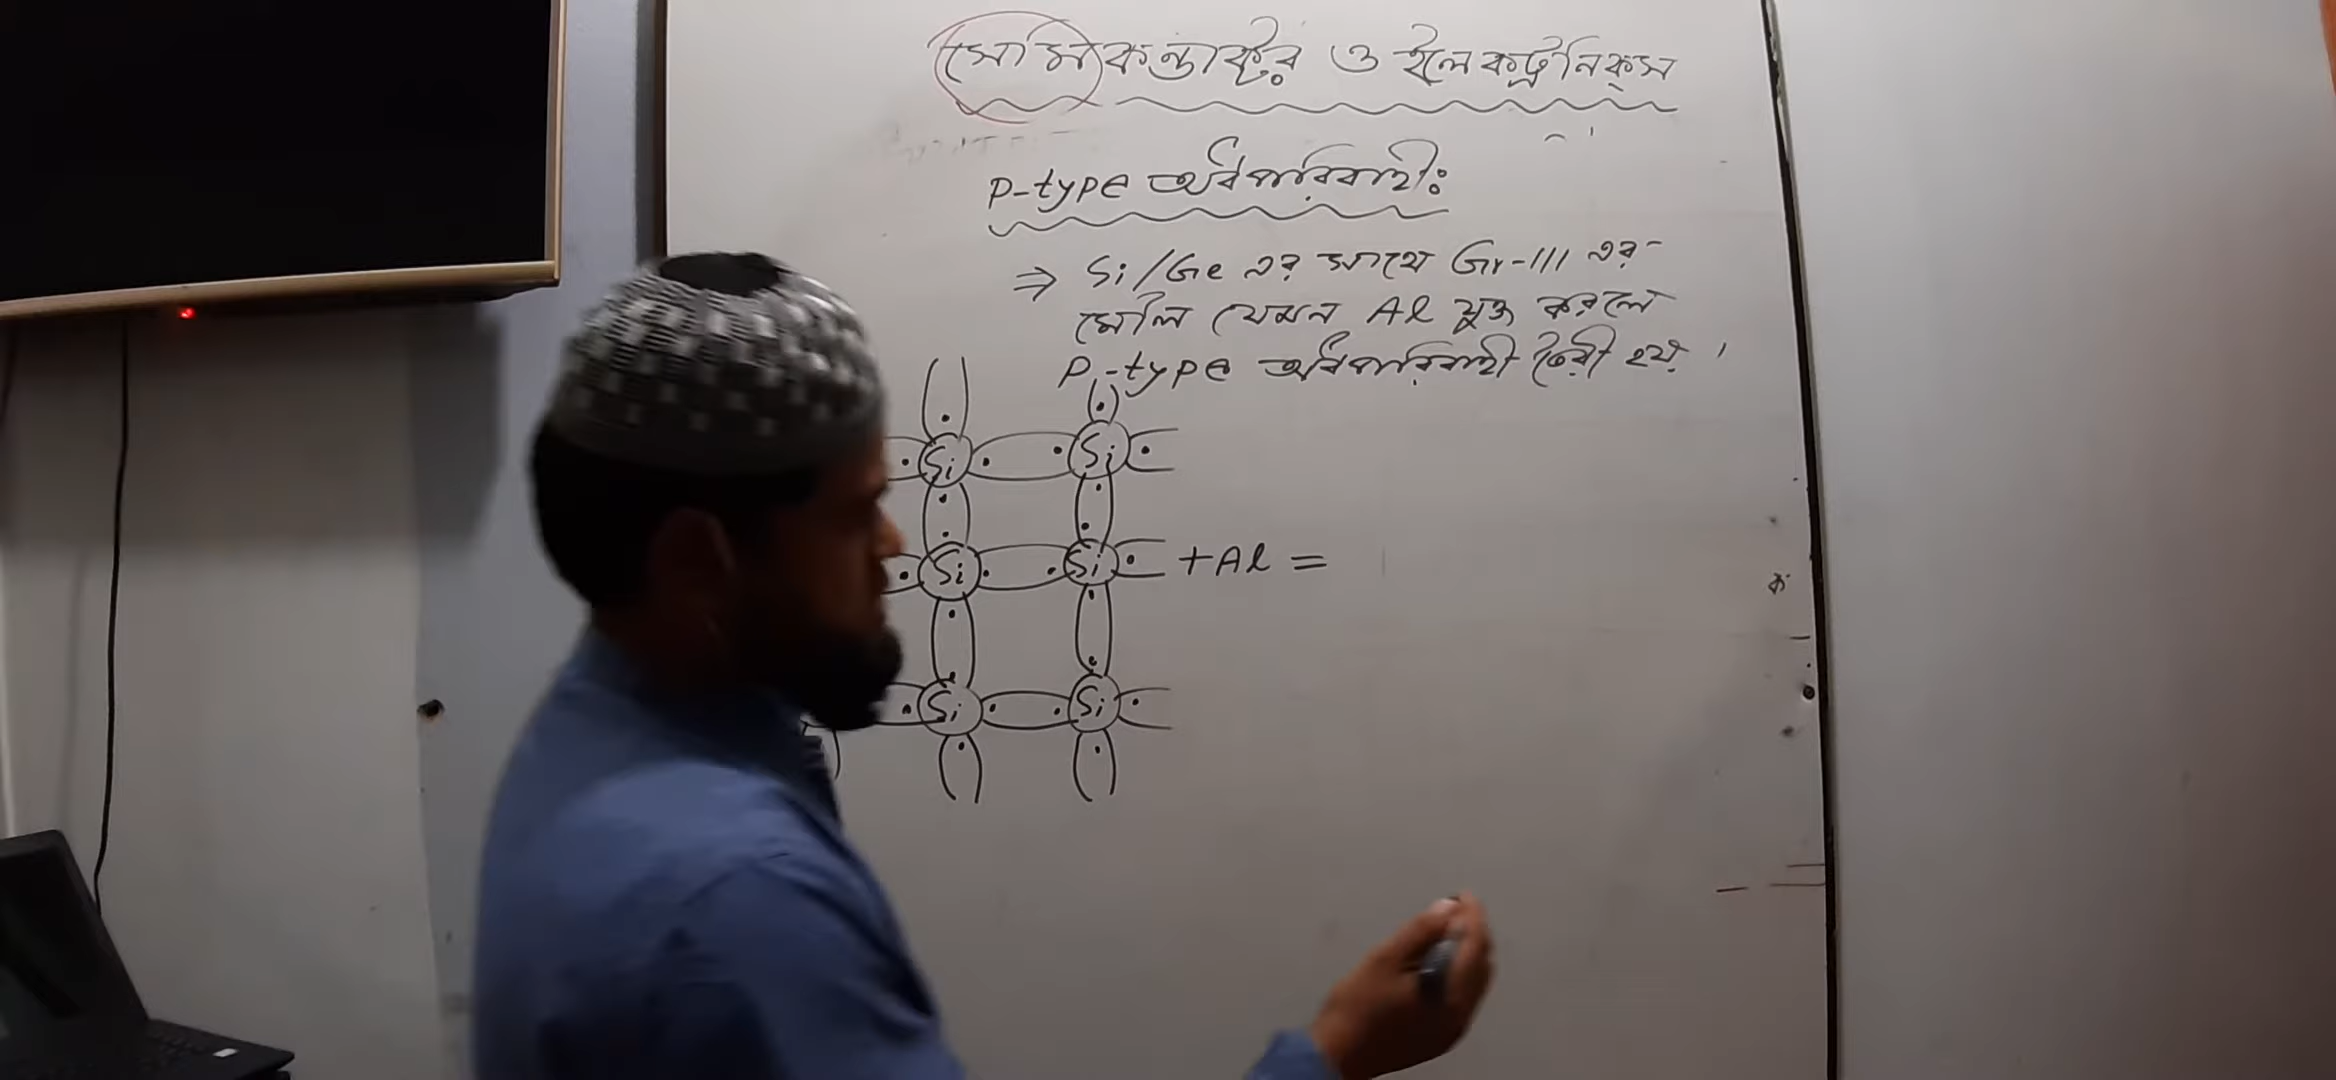 সেমিকন্ডাক্টর ও ইলেকট্রনিক্স
P-type অর্ধপরিবাহীঃ
⇒ Si/Ge এর সাথে Gr-III এর
মৌল যেমন Al যুক্ত করলে
P-type অর্ধপরিবাহী তৈরী হয়।
Si Si
Si Si +Al =
Si Si
ক